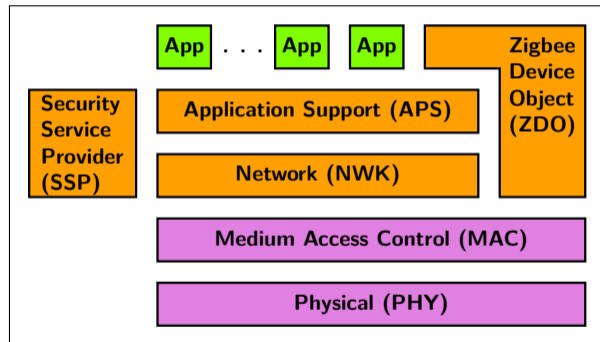 App . . . App App
Zigbee
Device
Object
(ZDO)
Security
Service
Provider
(SSP)
Application Support (APS)
Network (NWK)
Medium Access Control (MAC)
Physical (PHY)